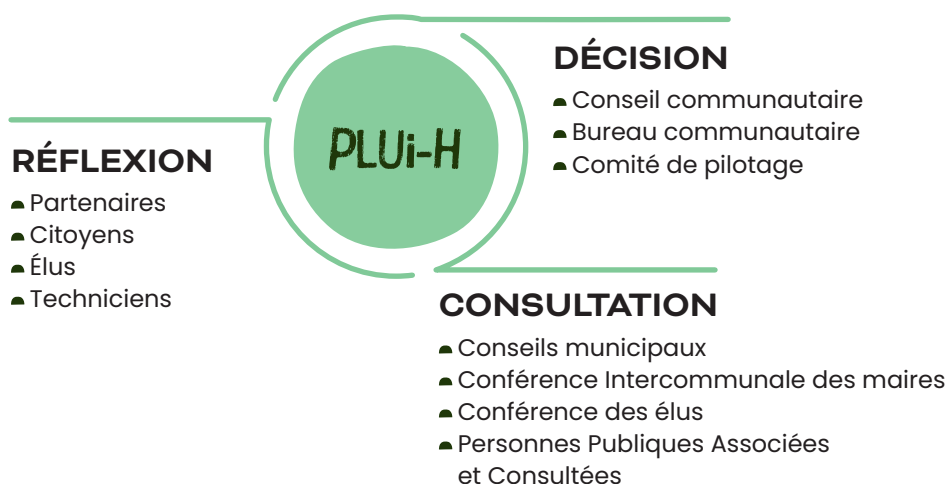 PLUi-H
RÉFLEXION
Partenaires
Citoyens
Élus
Techniciens
DÉCISION
Conseil communautaire
Bureau communautaire
Comité de pilotage
CONSULTATION
Conseils municipaux
Conférence Intercommunale des maires
Conférence des élus
Personnes Publiques Associées
et Consultées